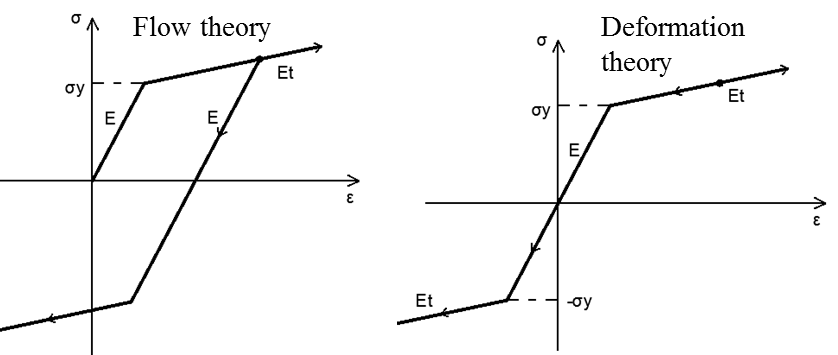 Flow theory
σ
σy
E
E
Et
ε
Deformation
theory
σ
σy
E
Et
ε
Et
-σy